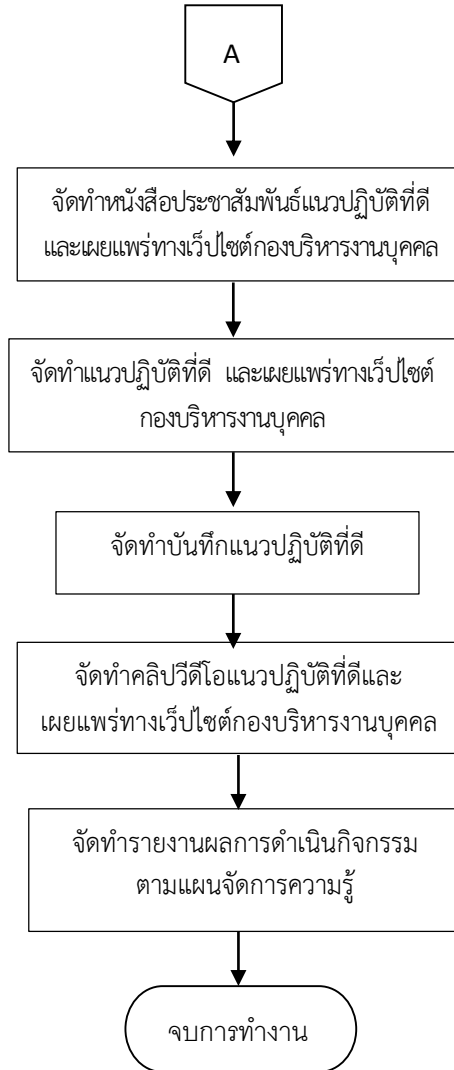 A
จัดทำหนังสือประชาสัมพันธ์แนวปฏิบัติที่ดี
และเผยแพร่ทางเว็ปไซต์กองบริหารงานบุคคล
จัดทำแนวปฏิบัติที่ดี และเผยแพร่ทางเว็ปไซต์
กองบริหารงานบุคคล
จัดทำบันทึกแนวปฏิบัติที่ดี
จัดทำคลิปวีดีโอแนวปฏิบัติที่ดีและ
เผยแพร่ทางเว็ปไซต์กองบริหารงานบุคคล
จัดทำรายงานผลการดำเนินกิจกรรม
ตามแผนจัดการความรู้
จบการทำงาน